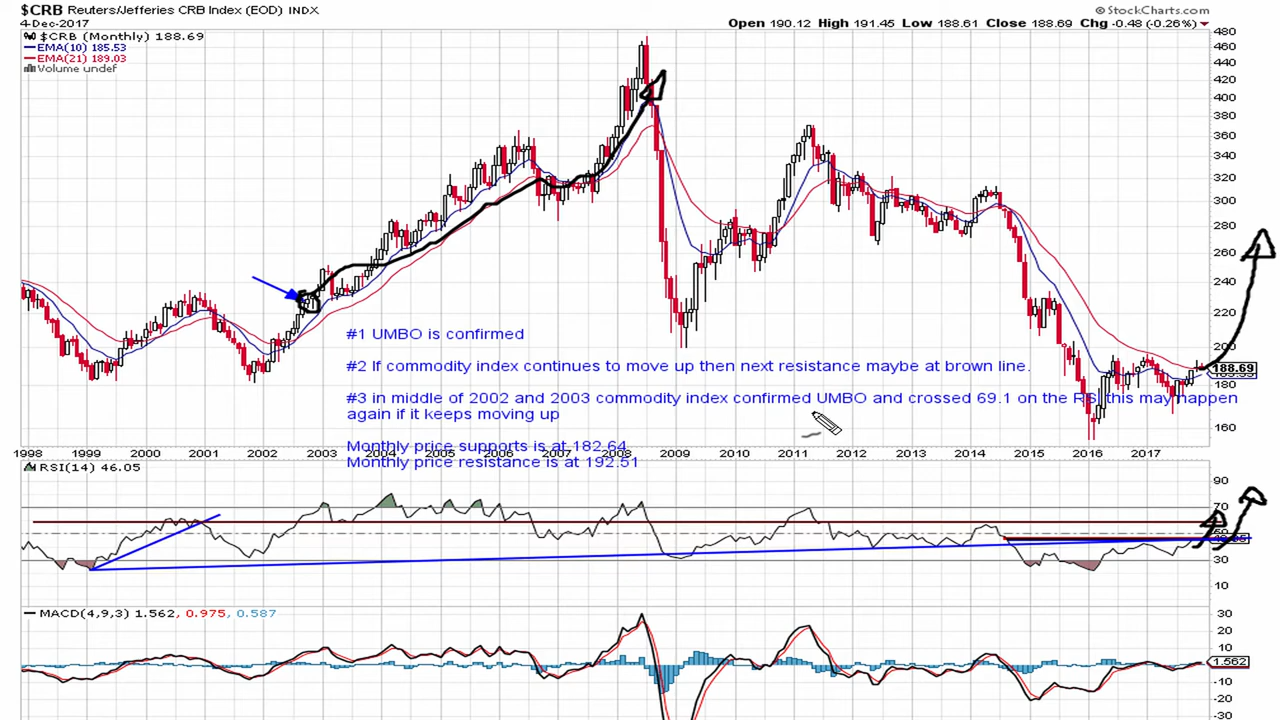 $CRB Reuters/Jefferies CRB Index (EOD) INDX
© StockCharts.com
4-Dec-2017
Open 190.12 High 191.45 Low 188.61 Close 188.69 Chg -0.48 (-0.26%)
$CRB (Monthly) 188.69
EMA(10) 185.53
EMA(21) 189.03
Volume undef
480
460
440
420
400
380
360
340
320
300
280
260
240
220
200
188.69
180
160
#1 UMBO is confirmed
#2 If commodity index continues to move up then next resistance maybe at brown line.
#3 in middle of 2002 and 2003 commodity index confirmed UMBO and crossed 69.1 on the RSI this may happen
again if it keeps moving up
Monthly price supports is at 182.64
Monthly price resistance is at 192.51
1998 1999 2000 2001 2002 2003 2004 2005 2006 2007 2008 2009 2010 2011 2012 2013 2014 2015 2016 2017
RSI(14) 46.05
90
70
50
30
10
MACD(4,9,3) 1.562, 0.975, 0.587
30
20
10
1.562
-10
-20
-30